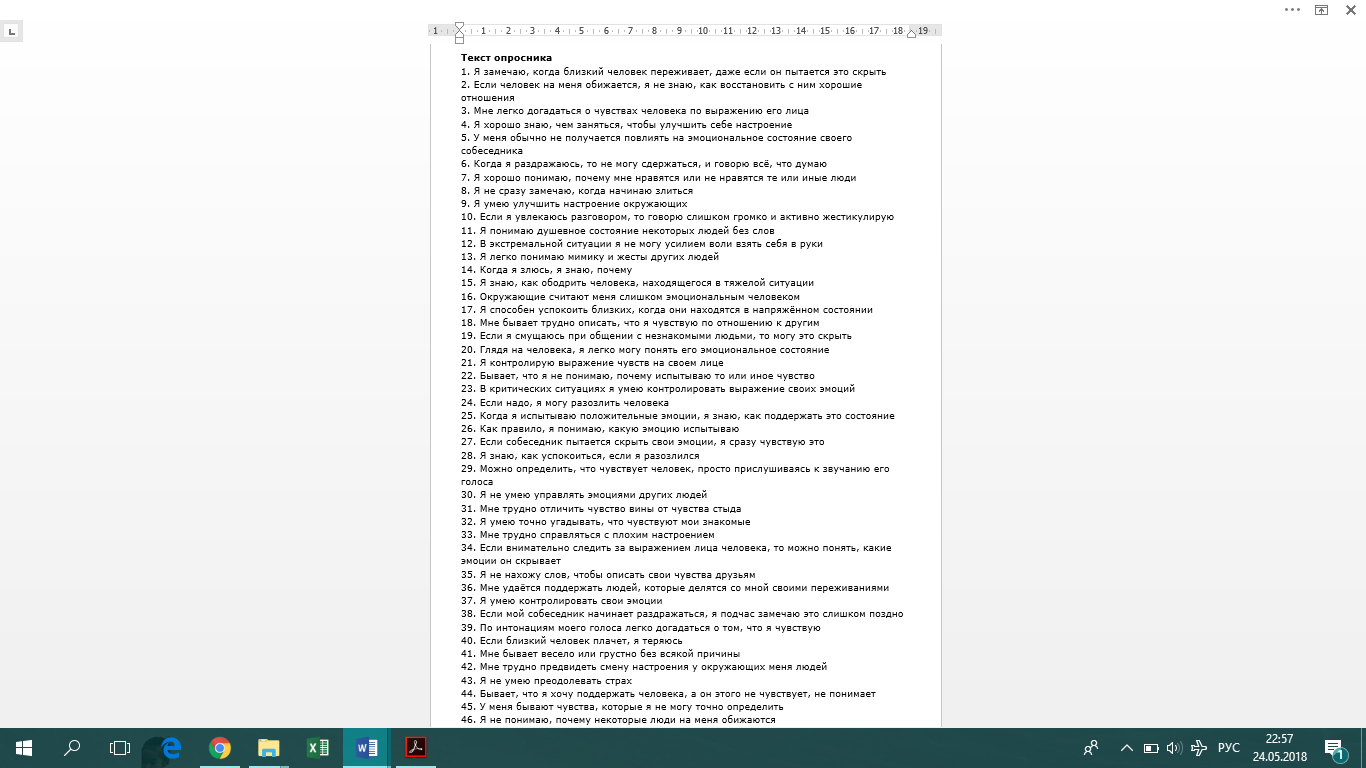 1 1 2 3 4 5 6 7 8 9 10 11 12 13 14 15 16 17 18 19
Текст опросника
1. Я замечаю, когда близкий человек переживает, даже если он пытается это скрыть
2. Если человек на меня обижается, я не знаю, как восстановить с ним хорошие
отношения
3. Мне легко догадаться о чувствах человека по выражению его лица
4. Я хорошо знаю, чем заняться, чтобы улучшить себе настроение
5. У меня обычно не получается повлиять на эмоциональное состояние своего
собеседника
6. Когда я раздражаюсь, то не могу сдержаться, и говорю всё, что думаю
7. Я хорошо понимаю, почему мне нравятся или не нравятся те или иные люди
8. Я не сразу замечаю, когда начинаю злиться
9. Я умею улучшить настроение окружающих
10. Если я увлекаюсь разговором, то говорю слишком громко и активно жестикулирую
11. Я понимаю душевное состояние некоторых людей без слов
12. В экстремальной ситуации я не могу усилием воли взять себя в руки
13. Я легко понимаю мимику и жесты других людей
14. Когда я злюсь, я знаю, почему
15. Я знаю, как ободрить человека, находящегося в тяжелой ситуации
16. Окружающие считают меня слишком эмоциональным человеком
17. Я способен успокоить близких, когда они находятся в напряжённом состоянии
18. Мне бывает трудно описать, что я чувствую по отношению к другим
19. Если я смущаюсь при общении с незнакомыми людьми, то могу это скрыть
20. Глядя на человека, я легко могу понять его эмоциональное состояние
21. Я контролирую выражение чувств на своем лице
22. Бывает, что я не понимаю, почему испытываю то или иное чувство
23. В критических ситуациях я умею контролировать выражение своих эмоций
24. Если надо, я могу разозлить человека
25. Когда я испытываю положительные эмоции, я знаю, как поддержать это состояние
26. Как правило, я понимаю, какую эмоцию испытываю
27. Если собеседник пытается скрыть свои эмоции, я сразу чувствую это
28. Я знаю, как успокоиться, если я разозлился
29. Можно определить, что чувствует человек, просто прислушиваясь к звучанию его
голоса
30. Я не умею управлять эмоциями других людей
31. Мне трудно отличить чувство вины от чувства стыда
32. Я умею точно угадывать, что чувствуют мои знакомые
33. Мне трудно справляться с плохим настроением
34. Если внимательно следить за выражением лица человека, то можно понять, какие
эмоции он скрывает
35. Я не нахожу слов, чтобы описать свои чувства друзьям
36. Мне удаётся поддержать людей, которые делятся со мной своими переживаниями
37. Я умею контролировать свои эмоции
38. Если мой собеседник начинает раздражаться, я подчас замечаю это слишком поздно
39. По интонациям моего голоса легко догадаться о том, что я чувствую
40. Если близкий человек плачет, я теряюсь
41. Мне бывает весело или грустно без всякой причины
42. Мне трудно предвидеть смену настроения у окружающих меня людей
43. Я не умею преодолевать страх
44. Бывает, что я хочу поддержать человека, а он этого не чувствует, не понимает
45. У меня бывают чувства, которые я не могу точно определить
46. Я не понимаю, почему некоторые люди на меня обижаются
РУС
22:57
24.05.2018
1